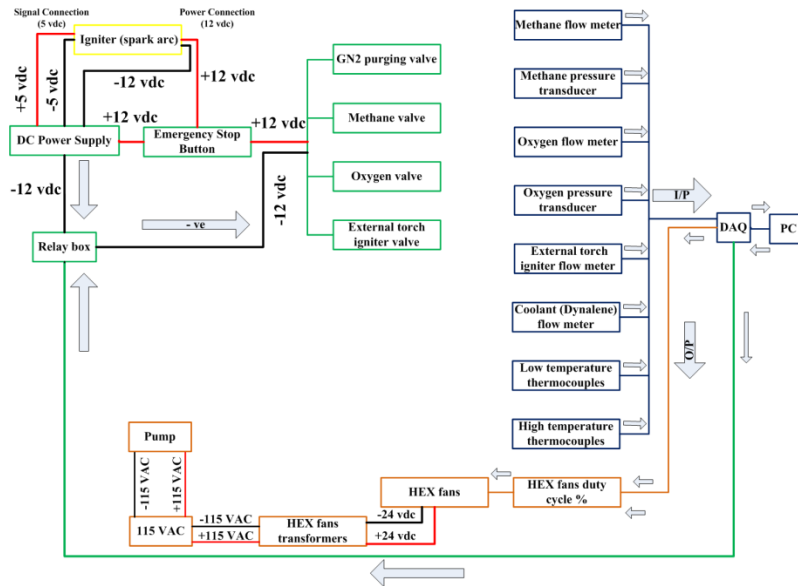 Signal Connection
(5 vdc)
Power Connection
(12 vdc)
Igniter (spark arc)
+5 vdc
-5 vdc
-12 vdc
+12 vdc
DC Power Supply
+12 vdc
Emergency Stop
Button
+12 vdc
GN2 purging valve
Methane valve
Oxygen valve
External torch
igniter valve
-12 vdc
-12 vdc
- ve
Relay box
Methane flow meter
Methane pressure
transducer
Oxygen flow meter
Oxygen pressure
transducer
External torch
igniter flow meter
Coolant (Dynalene)
flow meter
Low temperature
thermocouples
High temperature
thermocouples
I/P
DAQ
PC
O/P
Pump
-115 VAC
+115 VAC
115 VAC
-115 VAC
+115 VAC
HEX fans
transformers
-24 vdc
+24 vdc
HEX fans
HEX fans duty
cycle %